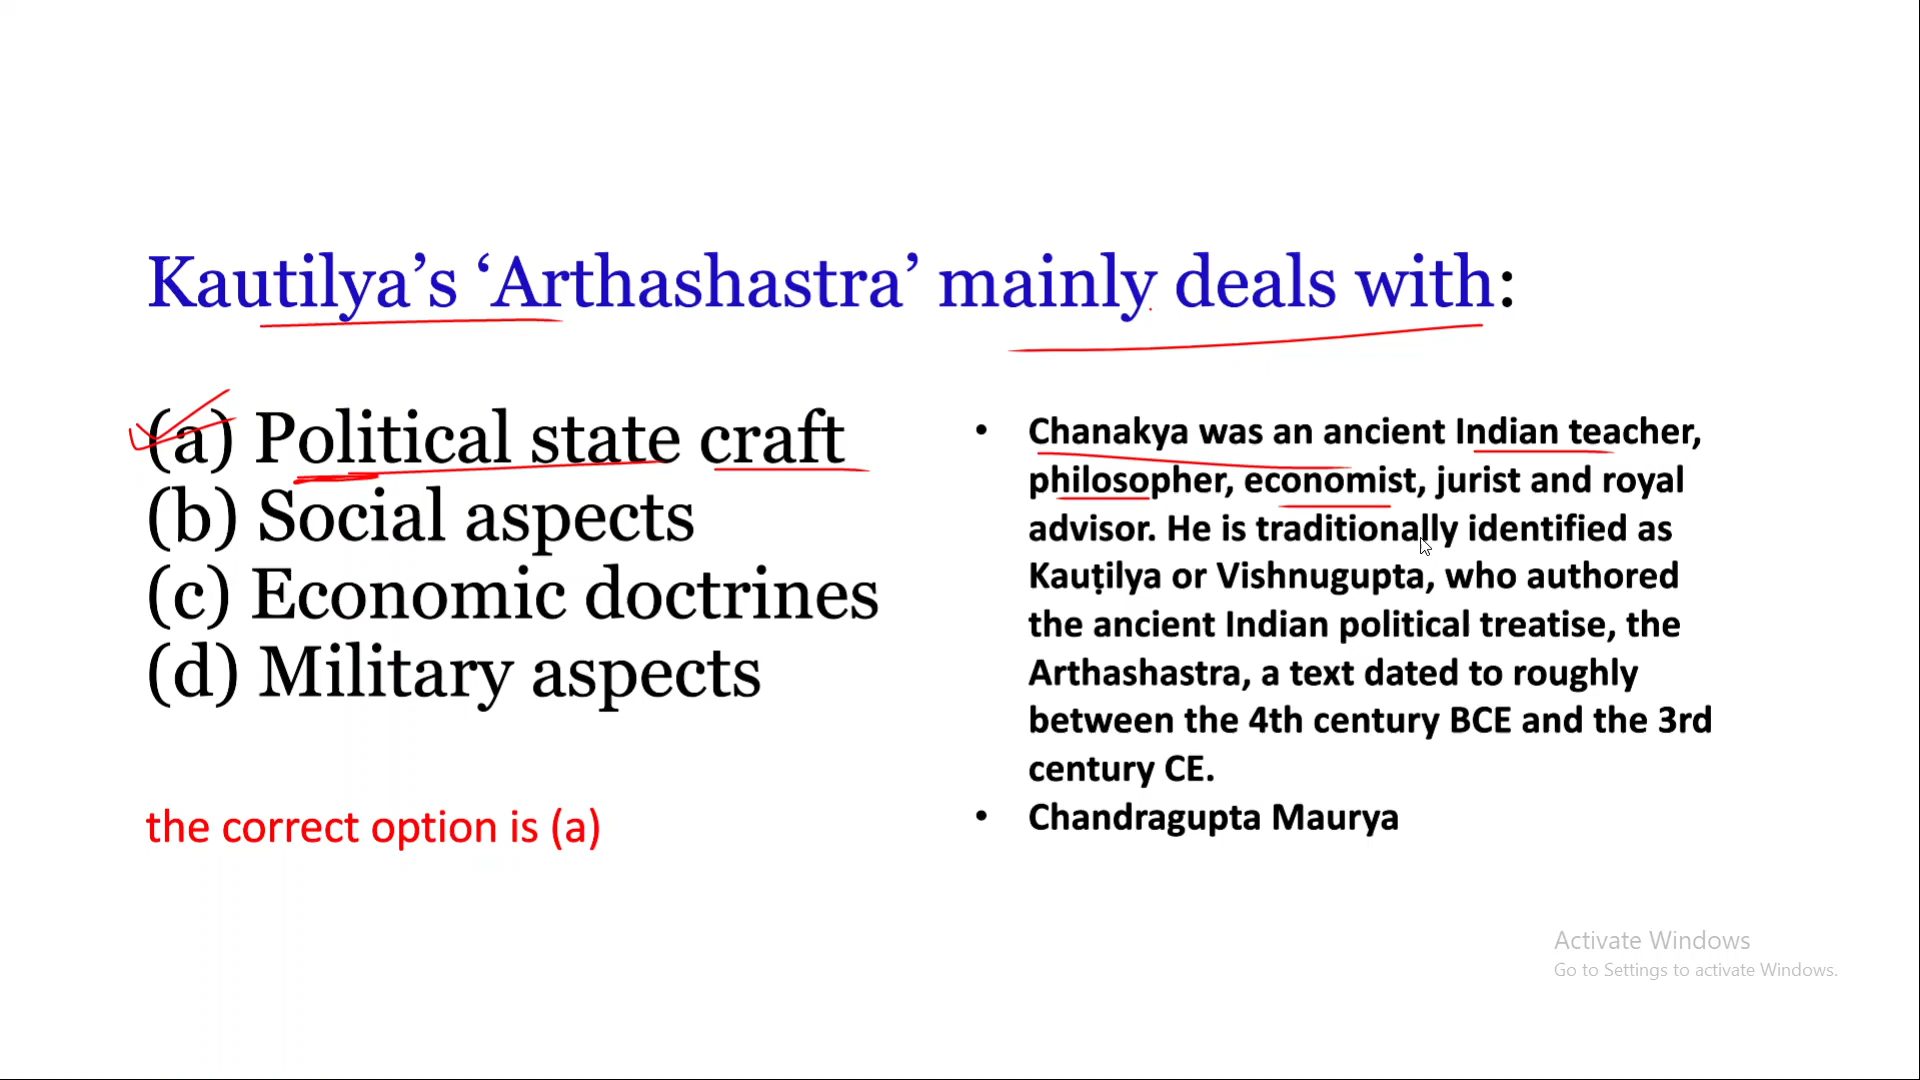 Kautilya’s ‘Arthashastra’ mainly deals with:
(a) Political state craft
(b) Social aspects
(c) Economic doctrines
(d) Military aspects
the correct option is (a)
• Chanakya was an ancient Indian teacher,
philosopher, economist, jurist and royal
advisor. He is traditionally identified as
Kauṭilya or Vishnugupta, who authored
the ancient Indian political treatise, the
Arthashastra, a text dated to roughly
between the 4th century BCE and the 3rd
century CE.
• Chandragupta Maurya
Activate Windows
Go to Settings to activate Windows.